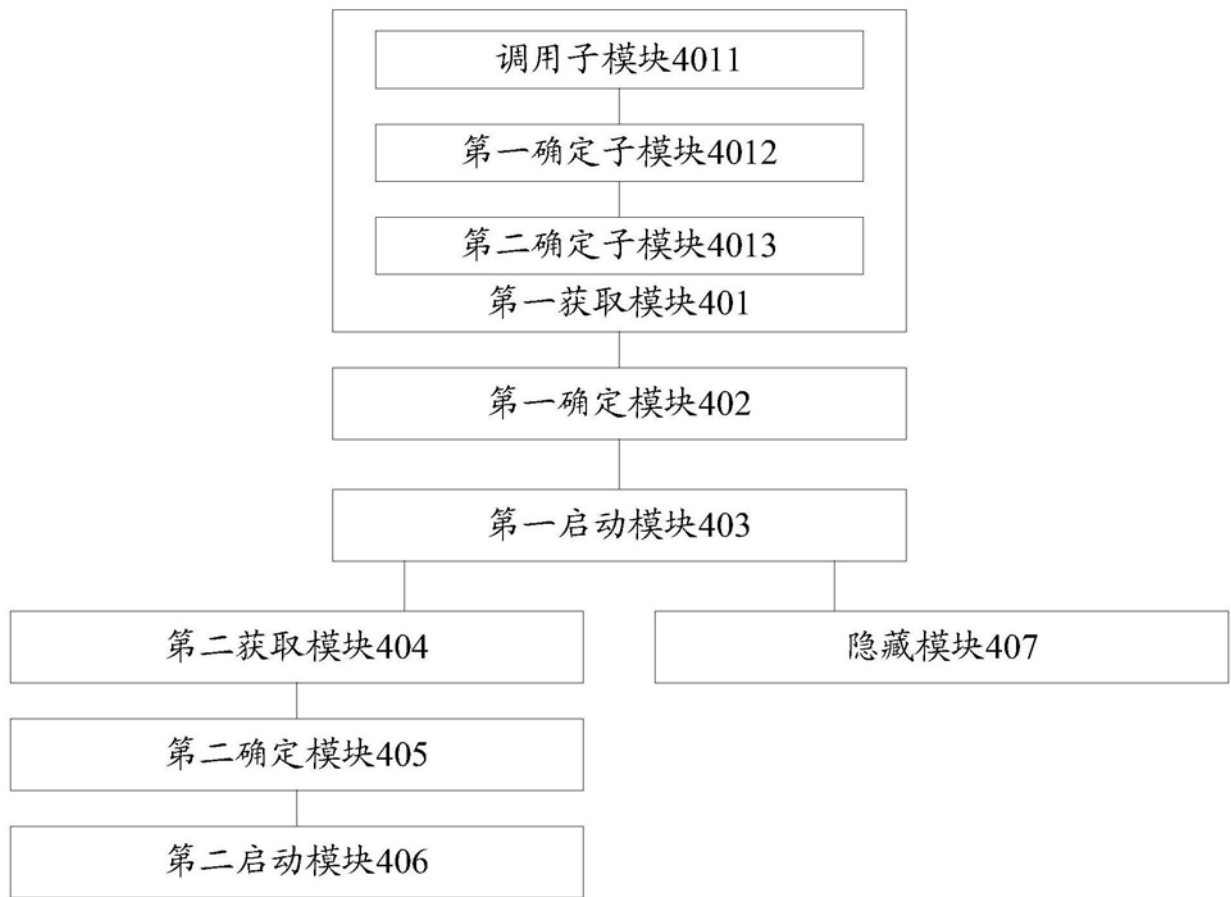 调用子模块4011
第一确定子模块4012
第二确定子模块4013
第一获取模块401
第一确定模块402
第一启动模块403
第二获取模块404
隐藏模块407
第二确定模块405
第二启动模块406